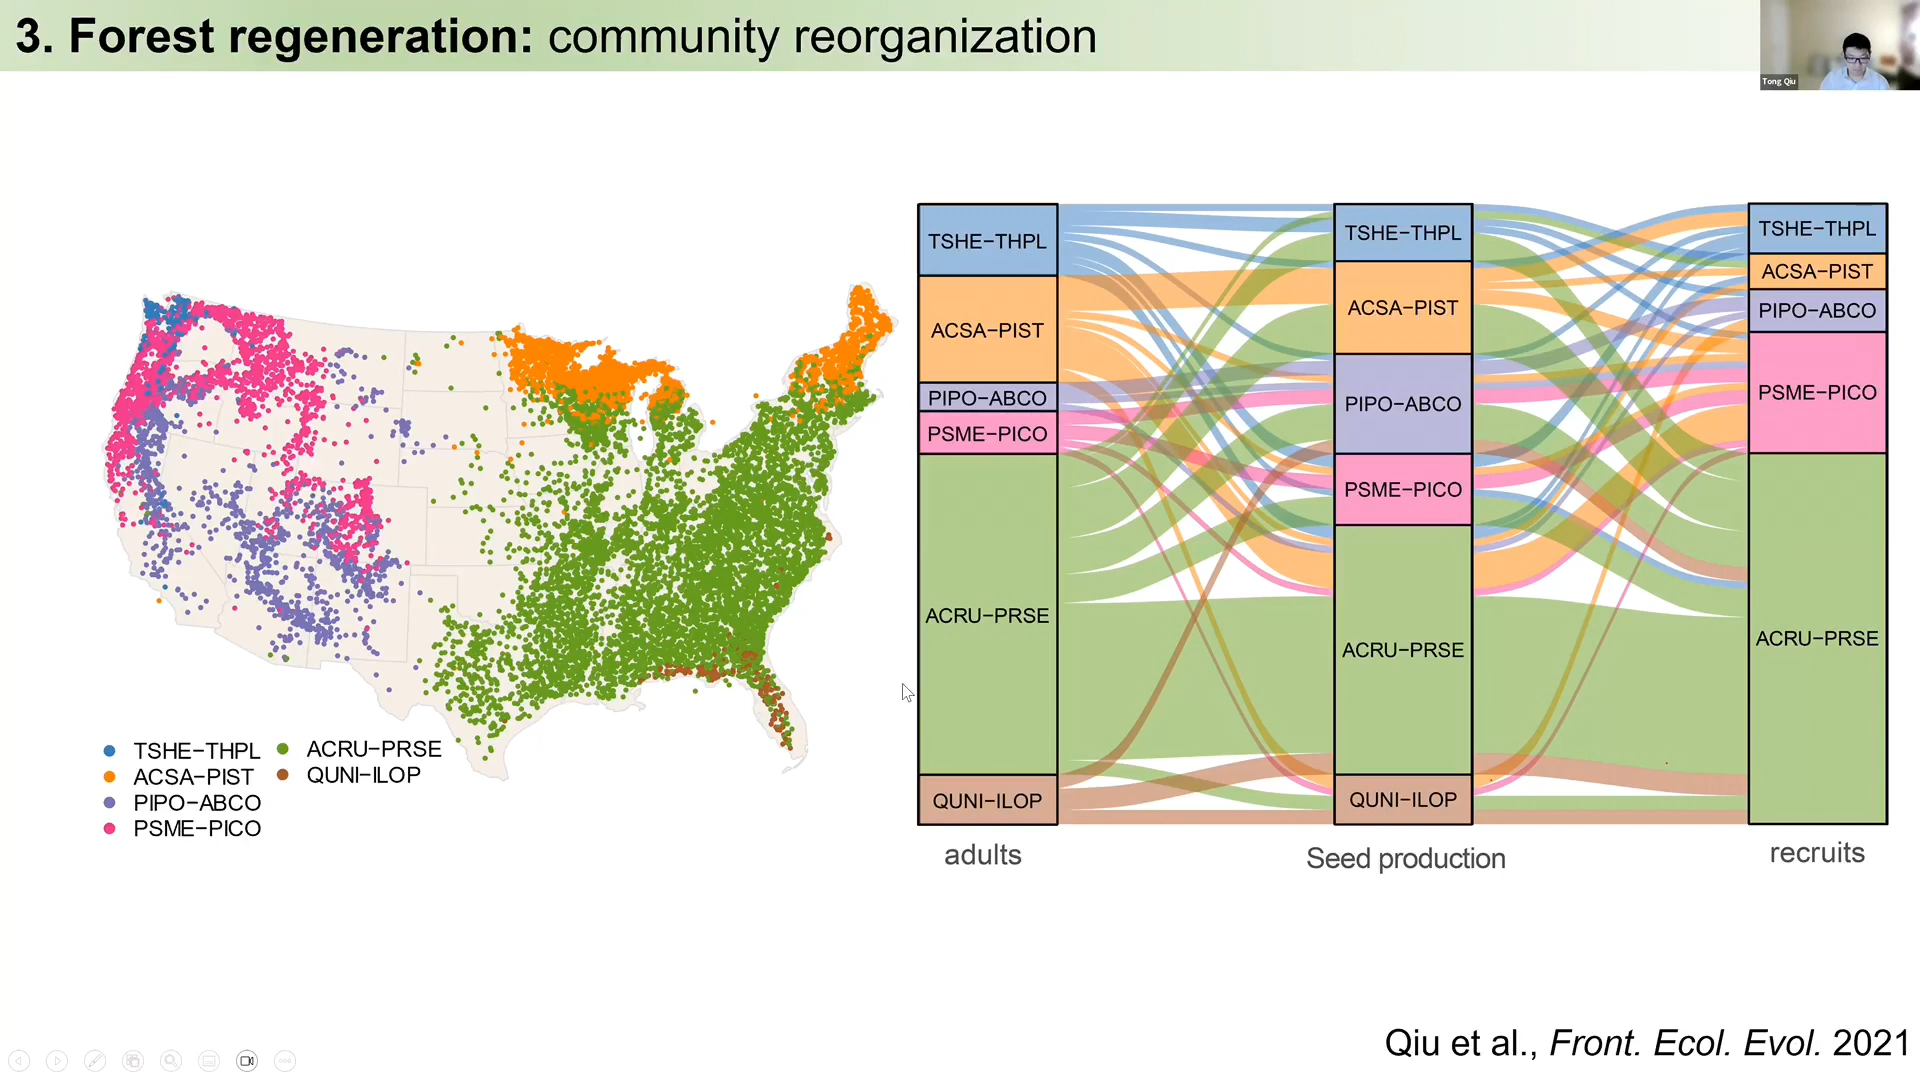 3. Forest regeneration: community reorganization
Tong Qiu
TSHE–THPL
ACSA–PIST
PIPO–ABCO
PSME–PICO
ACRU–PRSE
QUNI–ILOP
TSHE–THPL
ACSA–PIST
PIPO–ABCO
PSME–PICO
ACRU–PRSE
QUNI–ILOP
adults
TSHE–THPL
ACSA–PIST
PIPO–ABCO
PSME–PICO
ACRU–PRSE
QUNI–ILOP
Seed production
TSHE–THPL
ACSA–PIST
PIPO–ABCO
PSME–PICO
ACRU–PRSE
recruits
Qiu et al., Front. Ecol. Evol. 2021